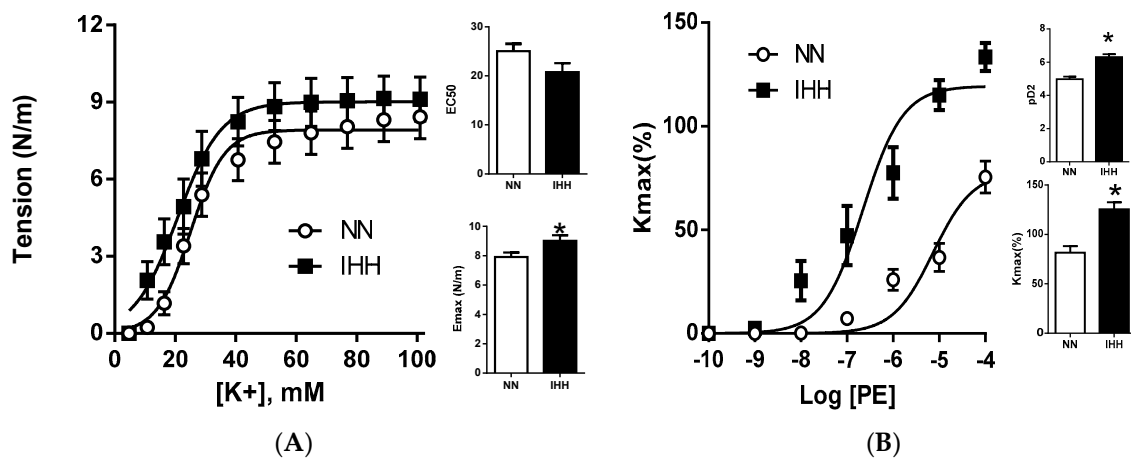 12
9
6
3
0
Tension (N/m)
NN
IHH
0 20 40 60 80 100
[K+], mM
30
20
10
0
EC50
NN IHH
10
8
6
4
2
0
Emax (N/m)
*
NN IHH
(A)
150
100
50
0
Kmax(%)
NN
IHH
-10 -9 -8 -7 -6 -5 -4
Log [PE]
8
6
4
2
0
pD2
*
NN IHH
150
100
50
0
Kmax(%)
*
NN IHH
(B)